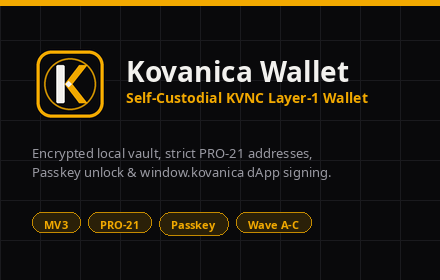 K
Kovanica Wallet
Self-Custodial KVNC Layer-1 Wallet
Encrypted local vault, strict PRO-21 addresses,
Passkey unlock & window.kovanica dApp signing.
MV3 PRO-21 Passkey Wave A-C